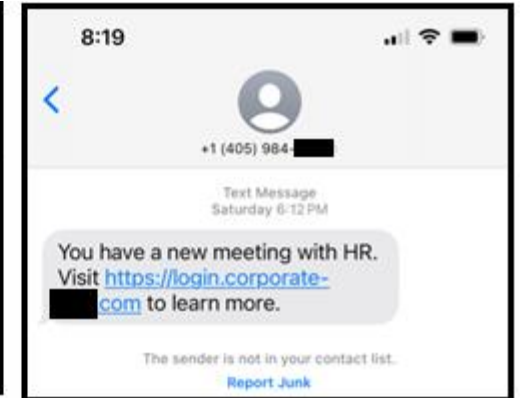 8:19
+1 (405) 984-
Text Message
Saturday 6:12 PM
You have a new meeting with HR.
Visit https://login.corporate-
com to learn more.
The sender is not in your contact list.
Report Junk